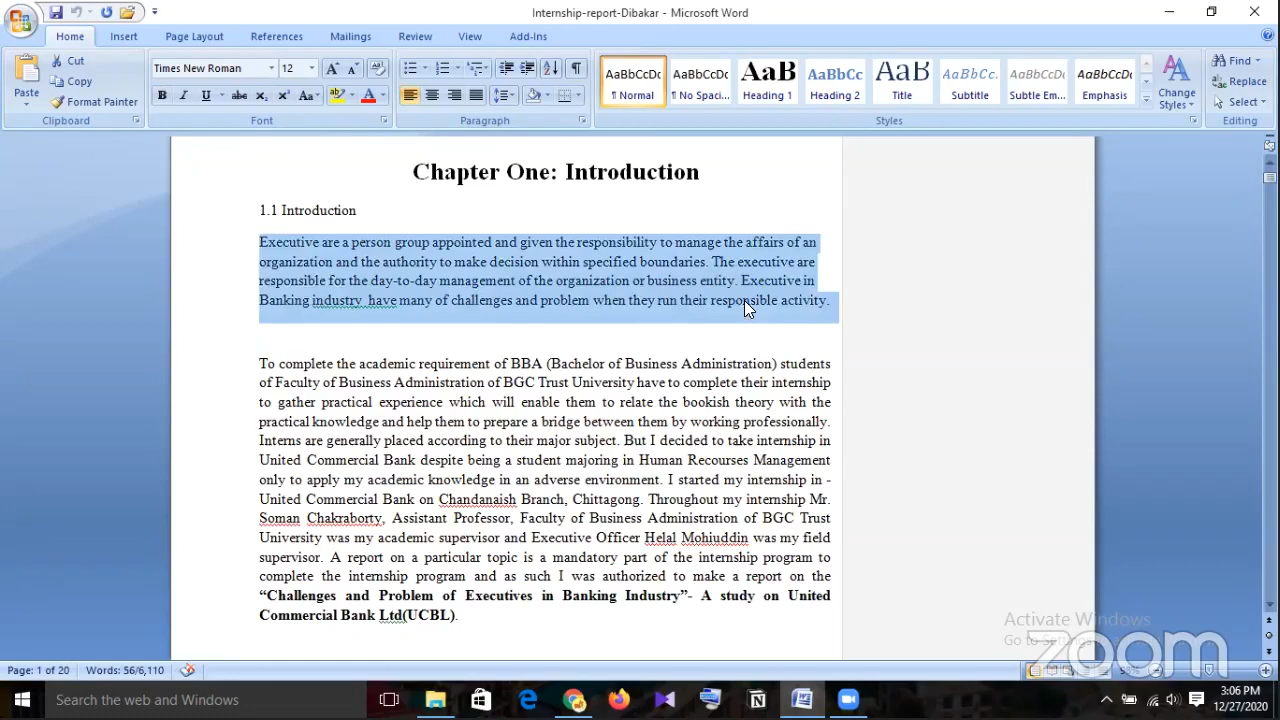 Internship-report-Dibakar - Microsoft Word
Home Insert Page Layout References Mailings Review View Add-Ins
Paste
Cut
Copy
Format Painter
Clipboard
Times New Roman 12
B I U abc x₂ x² Aa
Font
Paragraph
AaBbCcDc AaBbCcDc AaB AaBbCc AaB AaBbCc. AaBbCcDc AaBbCcDc
¶ Normal ¶ No Spaci... Heading 1 Heading 2 Title Subtitle Subtle Em... Emphasis
Change
Styles
Styles
Find
Replace
Select
Editing
Chapter One: Introduction
1.1 Introduction
Executive are a person group appointed and given the responsibility to manage the affairs of an
organization and the authority to make decision within specified boundaries. The executive are
responsible for the day-to-day management of the organization or business entity. Executive in
Banking industry have many of challenges and problem when they run their responsible activity.
To complete the academic requirement of BBA (Bachelor of Business Administration) students
of Faculty of Business Administration of BGC Trust University have to complete their internship
to gather practical experience which will enable them to relate the bookish theory with the
practical knowledge and help them to prepare a bridge between them by working professionally.
Interns are generally placed according to their major subject. But I decided to take internship in
United Commercial Bank despite being a student majoring in Human Recourses Management
only to apply my academic knowledge in an adverse environment. I started my internship in -
United Commercial Bank on Chandanaish Branch, Chittagong. Throughout my internship Mr.
Soman Chakraborty, Assistant Professor, Faculty of Business Administration of BGC Trust
University was my academic supervisor and Executive Officer Helal Mohiuddin was my field
supervisor. A report on a particular topic is a mandatory part of the internship program to
complete the internship program and as such I was authorized to make a report on the
“Challenges and Problem of Executives in Banking Industry”- A study on United
Commercial Bank Ltd(UCBL).
Activate Windows
Go to Settings
zoom
Page: 1 of 20 Words: 56/6,110
Search the web and Windows
3:06 PM
12/27/2020